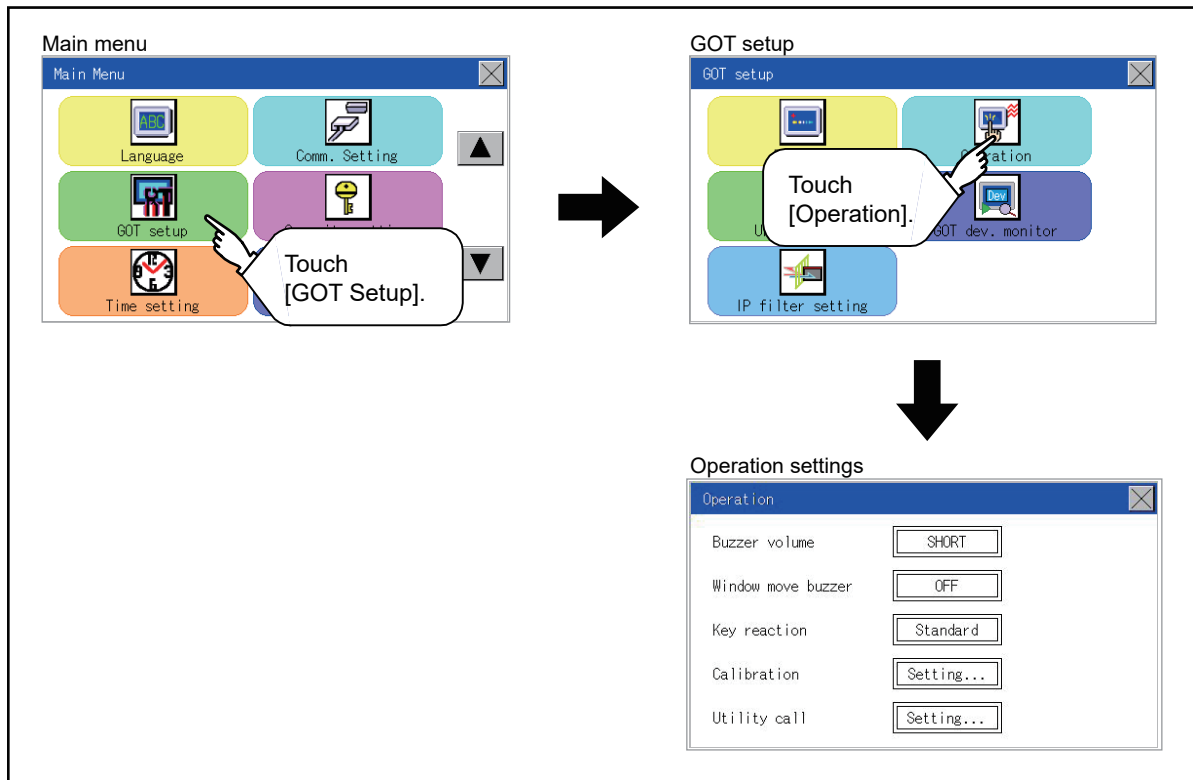 Main menu
Main Menu
Language
Comm. Setting
GOT setup
Time setting
Touch
[GOT Setup].
GOT setup
GOT setup
Touch
[Operation].
GOT dev. monitor
IP filter setting
Operation settings
Operation
Buzzer volume SHORT
Window move buzzer OFF
Key reaction Standard
Calibration Setting...
Utility call Setting...